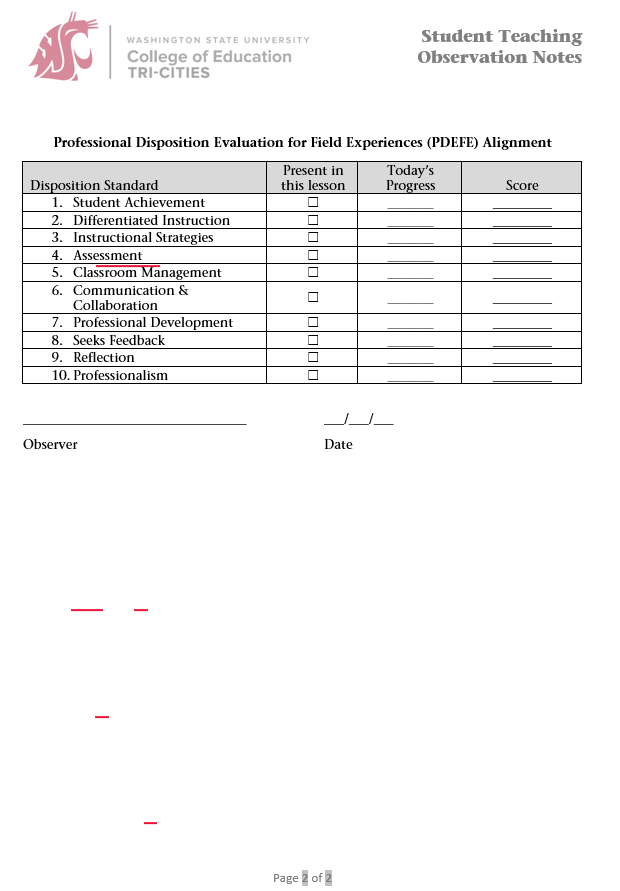 WASHINGTON STATE UNIVERSITY
College of Education
TRI-CITIES
Student Teaching
Observation Notes
Professional Disposition Evaluation for Field Experiences (PDEFE) Alignment
Disposition Standard Present in this lesson Today's Progress Score
1. Student Achievement ☐ ______ ________
2. Differentiated Instruction ☐ ______ ________
3. Instructional Strategies ☐ ______ ________
4. Assessment ☐ ______ ________
5. Classroom Management ☐ ______ ________
6. Communication &
Collaboration ☐ ______ ________
7. Professional Development ☐ ______ ________
8. Seeks Feedback ☐ ______ ________
9. Reflection ☐ ______ ________
10. Professionalism ☐ ______ ________
______________________________ ___/___/___
Observer Date
Page 2 of 2